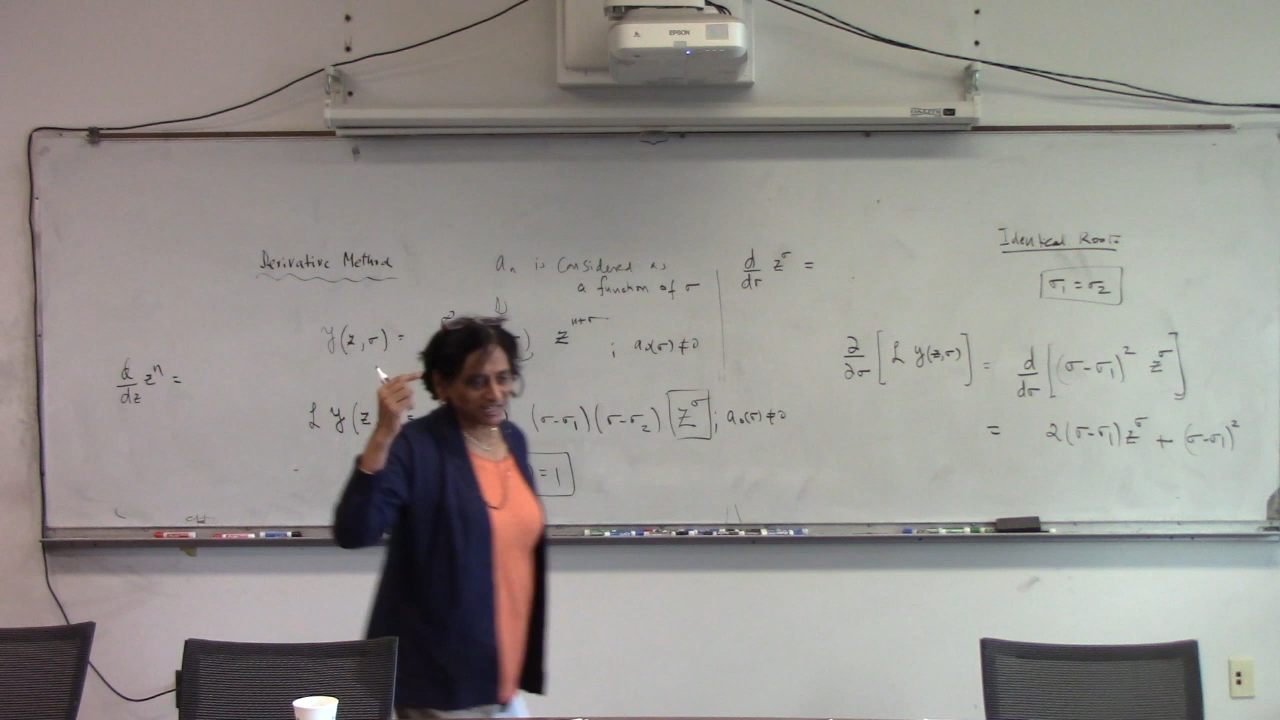 EPSON
Identical Roots
Derivative Method
aₙ is considered as
a function of σ
d/dσ z^σ =
σ₁ = σ₂
y(z,σ) = z^{n+σ} ; a₀(σ) ≠ 0
∂/∂σ [L y(z,σ)] = d/dσ [(σ-σ₁)² z^σ]
d/dz zⁿ =
L y(z (σ-σ₁)(σ-σ₂) z^σ ; a₀(σ) ≠ 0
= 2(σ-σ₁) z^σ + (σ-σ₁)²
= 1